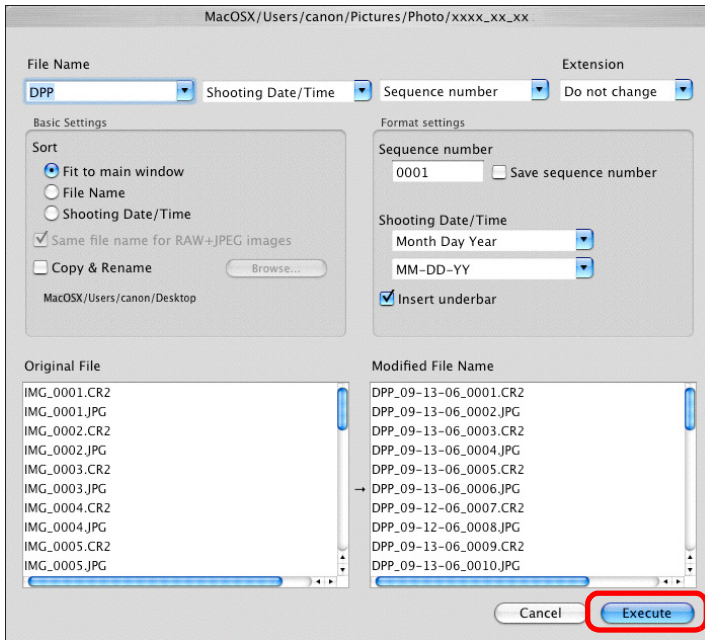 MacOSX/Users/canon/Pictures/Photo/xxxx_xx_xx
File Name
Extension
DPP
Shooting Date/Time
Sequence number
Do not change
Basic Settings
Sort
Fit to main window
File Name
Shooting Date/Time
Same file name for RAW+JPEG images
Copy & Rename
Browse...
MacOSX/Users/canon/Desktop
Format settings
Sequence number
0001
Save sequence number
Shooting Date/Time
Month Day Year
MM-DD-YY
Insert underbar
Original File
IMG_0001.CR2
IMG_0001.JPG
IMG_0002.CR2
IMG_0002.JPG
IMG_0003.CR2
IMG_0003.JPG
IMG_0004.CR2
IMG_0004.JPG
IMG_0005.CR2
IMG_0005.JPG
→
Modified File Name
DPP_09-13-06_0001.CR2
DPP_09-13-06_0002.JPG
DPP_09-13-06_0003.CR2
DPP_09-13-06_0004.JPG
DPP_09-13-06_0005.CR2
DPP_09-13-06_0006.JPG
DPP_09-12-06_0007.CR2
DPP_09-12-06_0008.JPG
DPP_09-13-06_0009.CR2
DPP_09-13-06_0010.JPG
Cancel
Execute